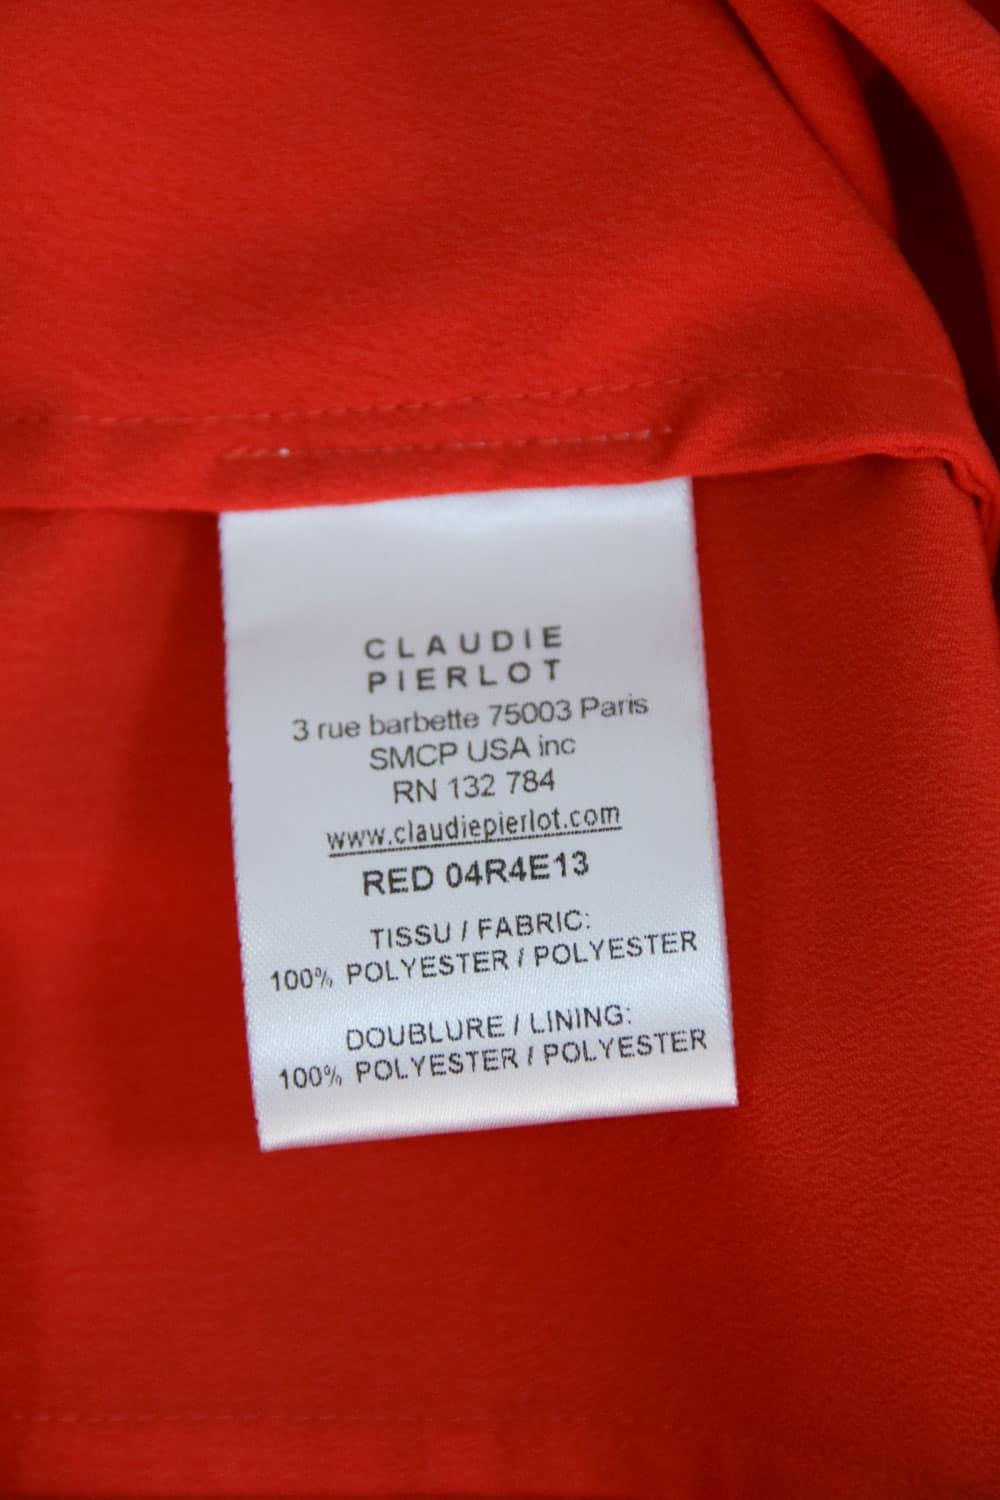 CLAUDIE
PIERLOT
3 rue barbette 75003 Paris
SMCP USA inc
RN 132 784
www.claudiepierlot.com
RED 04R4E13
TISSU / FABRIC:
100% POLYESTER / POLYESTER
DOUBLURE / LINING:
100% POLYESTER / POLYESTER